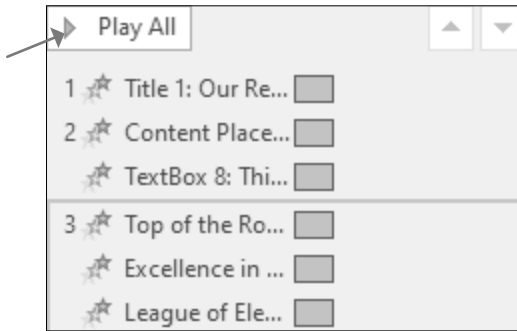 Play All
1 Title 1: Our Re...
2 Content Place...
TextBox 8: Thi...
3 Top of the Ro...
Excellence in ...
League of Ele...